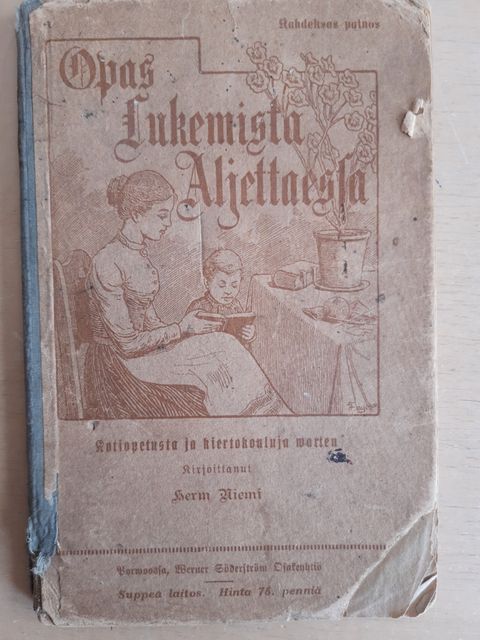 Kahdeksas painos
Opas
Lukemista
Aljettaessa
Kotiopetusta ja kiertokouluja warten
Kirjoittanut
Herm Niemi
Porwoossa, Werner Söderström Osakeyhtiö
Suppea laitos. Hinta 75. penniä